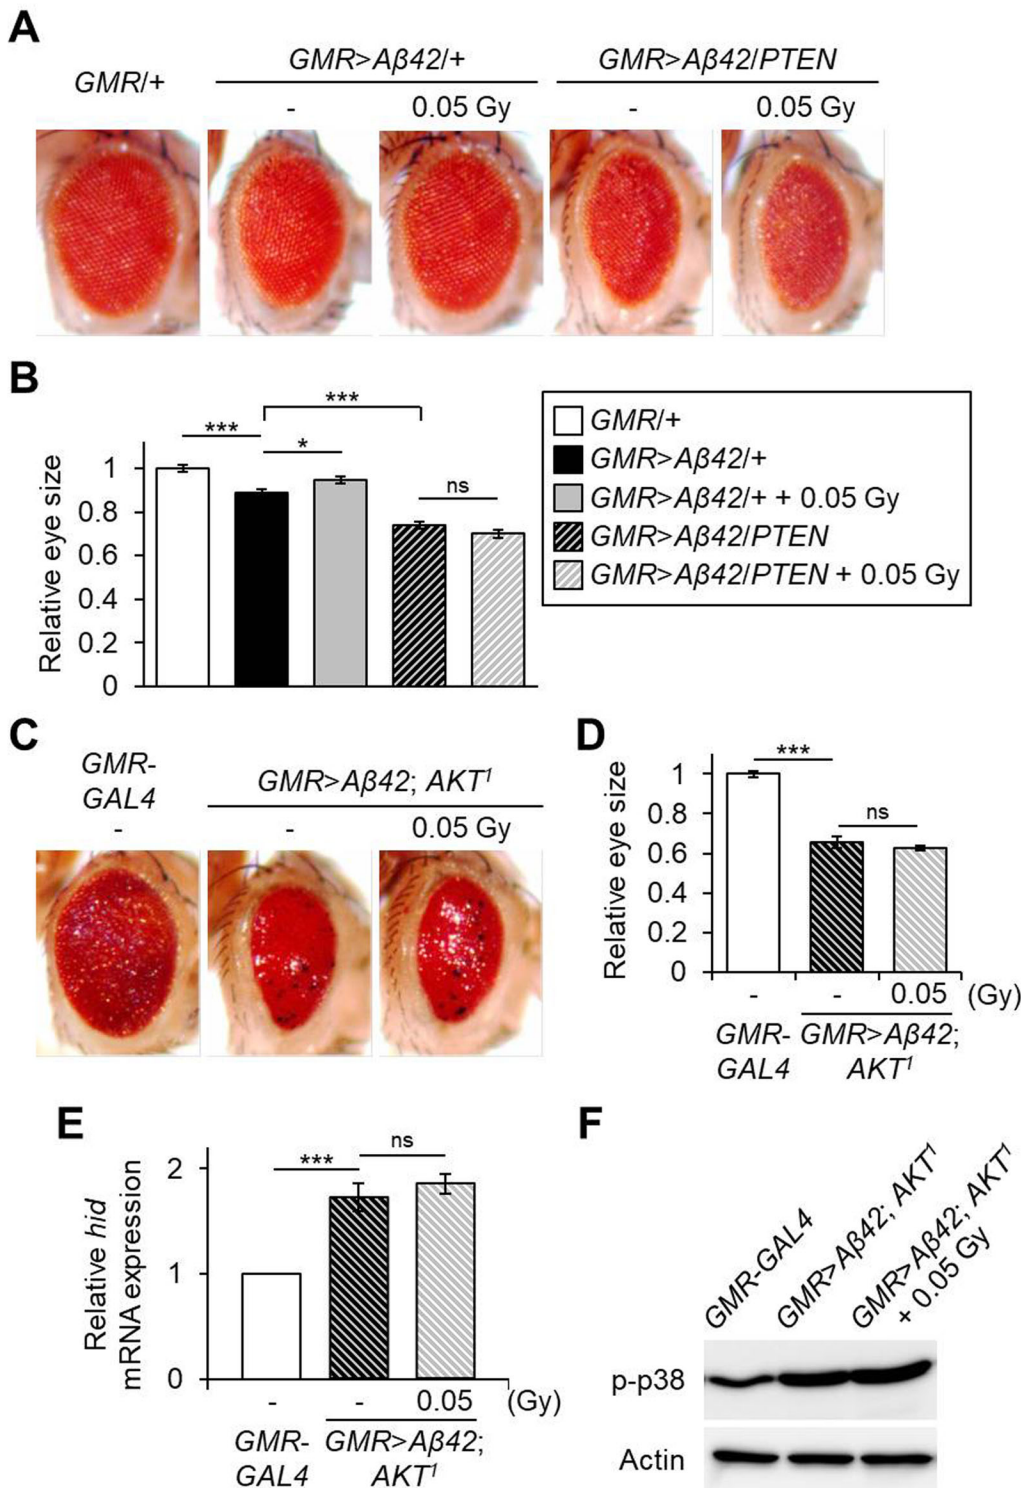 A
GMR/+
GMR>Aβ42/+
GMR>Aβ42/PTEN
-
0.05 Gy
-
0.05 Gy
B
Relative eye size
1
0.8
0.6
0.4
0.2
0
***
*
***
ns
GMR/+
GMR>Aβ42/+
GMR>Aβ42/+ + 0.05 Gy
GMR>Aβ42/PTEN
GMR>Aβ42/PTEN + 0.05 Gy
C
GMR-
GAL4
GMR>Aβ42; AKT¹
-
-
0.05 Gy
D
Relative eye size
1
0.8
0.6
0.4
0.2
0
***
ns
-
-
0.05
(Gy)
GMR-
GAL4
GMR>Aβ42;
AKT¹
E
Relative hid
mRNA expression
2
1
0
***
ns
-
-
0.05
(Gy)
GMR-
GAL4
GMR>Aβ42;
AKT¹
F
GMR-GAL4
GMR>Aβ42; AKT¹
GMR>Aβ42; AKT¹
+ 0.05 Gy
p-p38
Actin